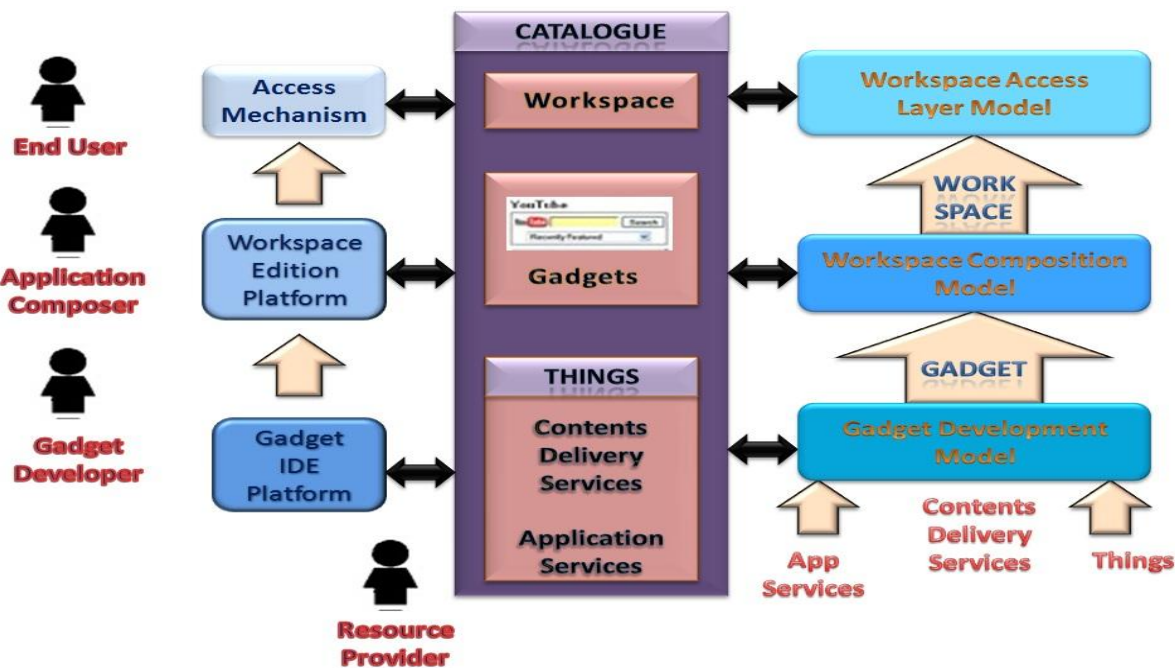 CATALOGUE
End User
Access
Mechanism
Workspace
Workspace Access
Layer Model
WORK
SPACE
Application
Composer
Workspace
Edition
Platform
YouTube
Search
Recently Featured
Gadgets
Workspace Composition
Model
GADGET
Gadget
Developer
Gadget
IDE
Platform
THINGS
Contents
Delivery
Services
Application
Services
Gadget Development
Model
App
Services
Contents
Delivery
Services
Things
Resource
Provider